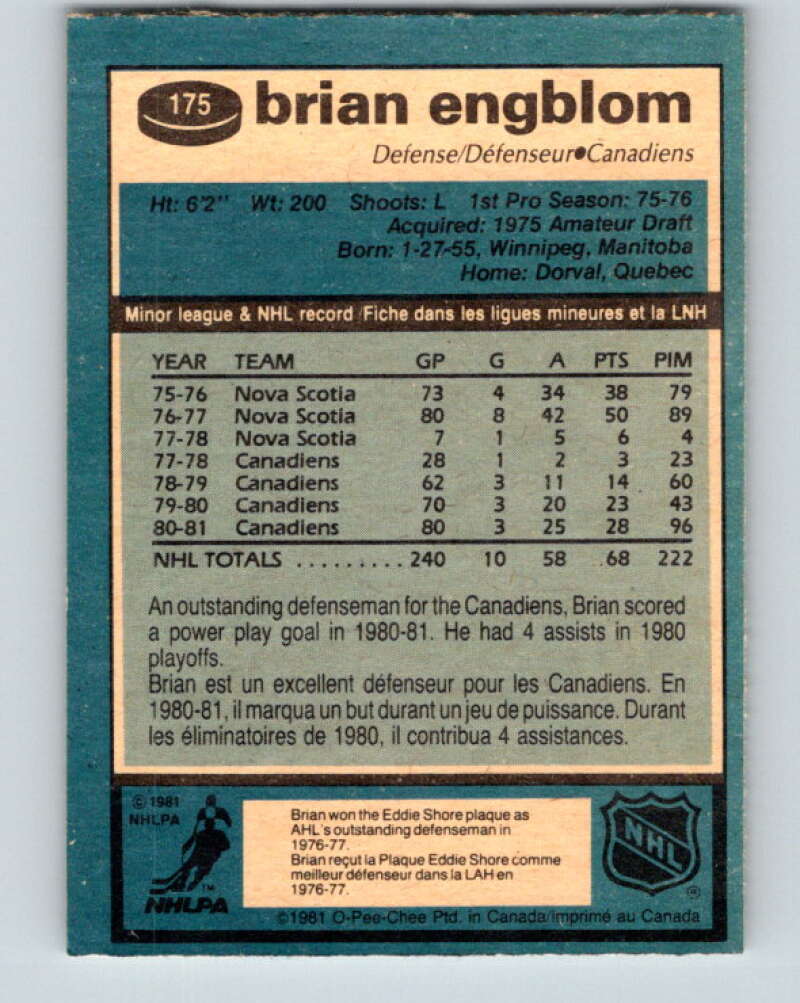 175 brian engblom
Defense/Défenseur●Canadiens
Ht: 6'2" Wt: 200 Shoots: L 1st Pro Season: 75-76
Acquired: 1975 Amateur Draft
Born: 1-27-55, Winnipeg, Manitoba
Home: Dorval, Quebec
Minor league & NHL record/Fiche dans les ligues mineures et la LNH
YEAR TEAM GP G A PTS PIM
75-76 Nova Scotia 73 4 34 38 79
76-77 Nova Scotia 80 8 42 50 89
77-78 Nova Scotia 7 1 5 6 4
77-78 Canadiens 28 1 2 3 23
78-79 Canadiens 62 3 11 14 60
79-80 Canadiens 70 3 20 23 43
80-81 Canadiens 80 3 25 28 96
NHL TOTALS ......... 240 10 58 68 222
An outstanding defenseman for the Canadiens, Brian scored
a power play goal in 1980-81. He had 4 assists in 1980
playoffs.
Brian est un excellent défenseur pour les Canadiens. En
1980-81, il marqua un but durant un jeu de puissance. Durant
les éliminatoires de 1980, il contribua 4 assistances.
© 1981
NHLPA
TM
NHLPA
Brian won the Eddie Shore plaque as
AHL's outstanding defenseman in
1976-77.
Brian reçut la Plaque Eddie Shore comme
meilleur défenseur dans la LAH en
1976-77.
NHL
©1981 O-Pee-Chee Ptd. in Canada/imprimé au Canada